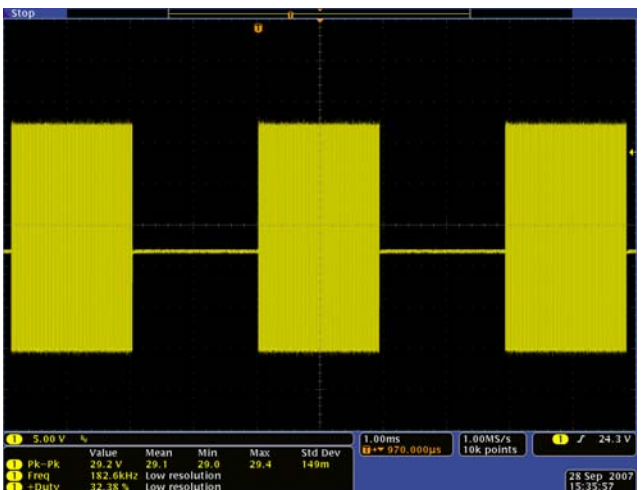 Stop
1 5.00 V
1.00ms
970.000µs
1.00MS/s
10k points
1 24.3 V
Value Mean Min Max Std Dev
1 Pk-Pk 29.2 V 29.1 29.0 29.4 149m
1 Freq 182.6kHz Low resolution
1 +Duty 32.38 % Low resolution
28 Sep 2007
15:35:57